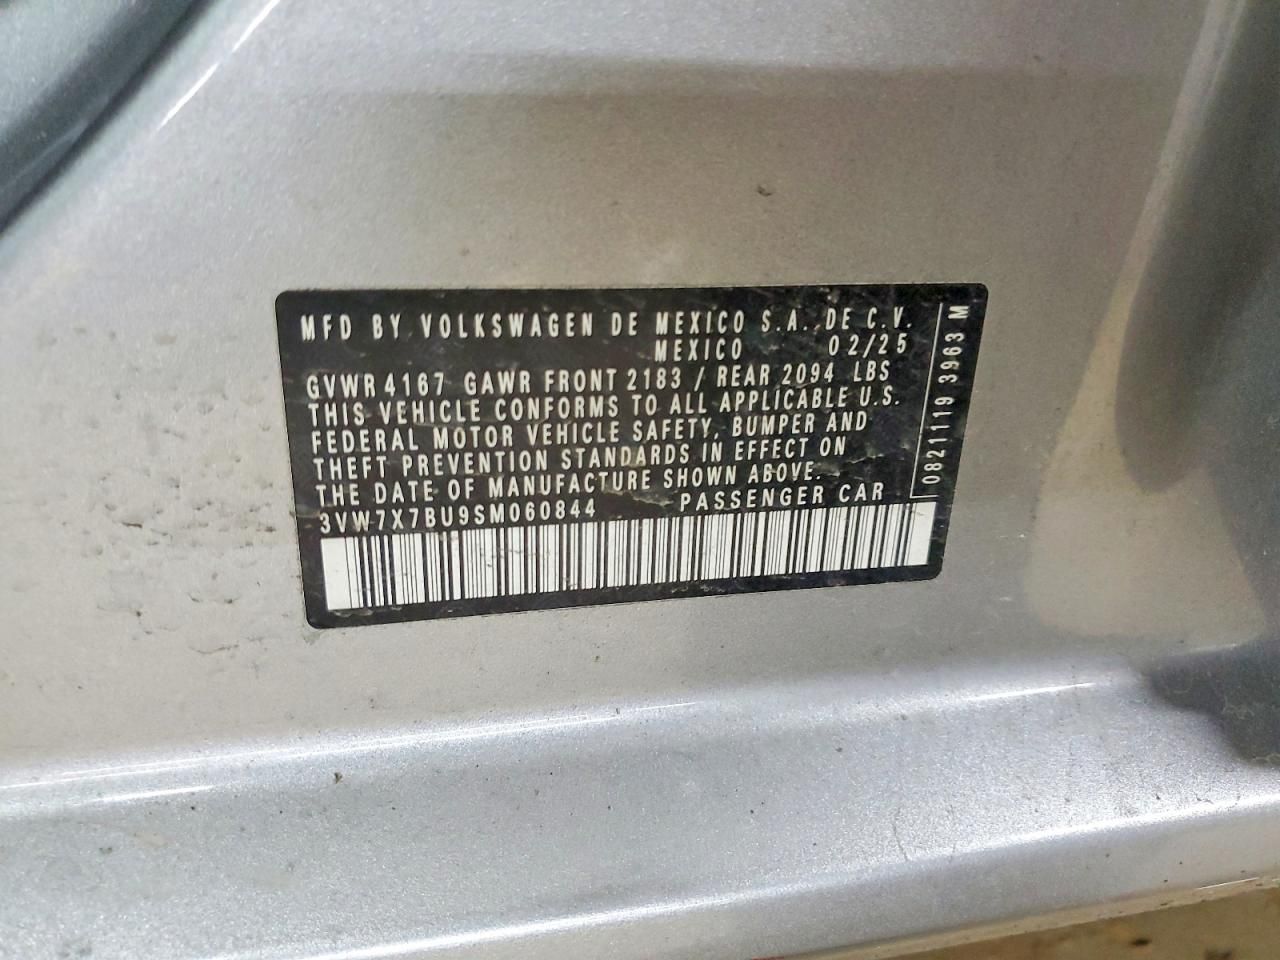 MFD BY VOLKSWAGEN DE MEXICO S.A. DE C.V.
MEXICO 02/25
GVWR 4167 GAWR FRONT 2183 / REAR 2094 LBS
THIS VEHICLE CONFORMS TO ALL APPLICABLE U.S.
FEDERAL MOTOR VEHICLE SAFETY, BUMPER AND
THEFT PREVENTION STANDARDS IN EFFECT ON
THE DATE OF MANUFACTURE SHOWN ABOVE.
3VW7X7BU9SM060844 PASSENGER CAR
0821119 3963 M